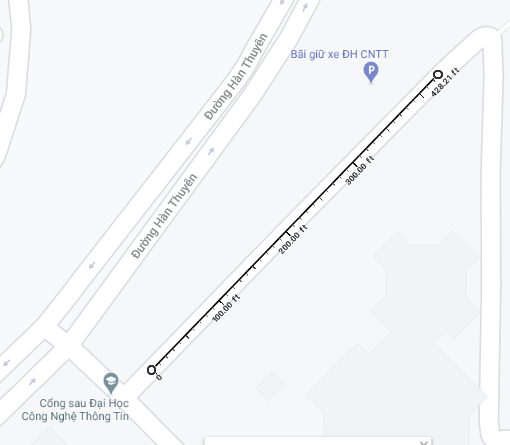 Đường Hàn Thuyên
Bãi giữ xe ĐH CNTT
P
428.21 ft
300.00 ft
Đường Hàn Thuyên
200.00 ft
100.00 ft
0
Cổng sau Đại Học
Công Nghệ Thông Tin